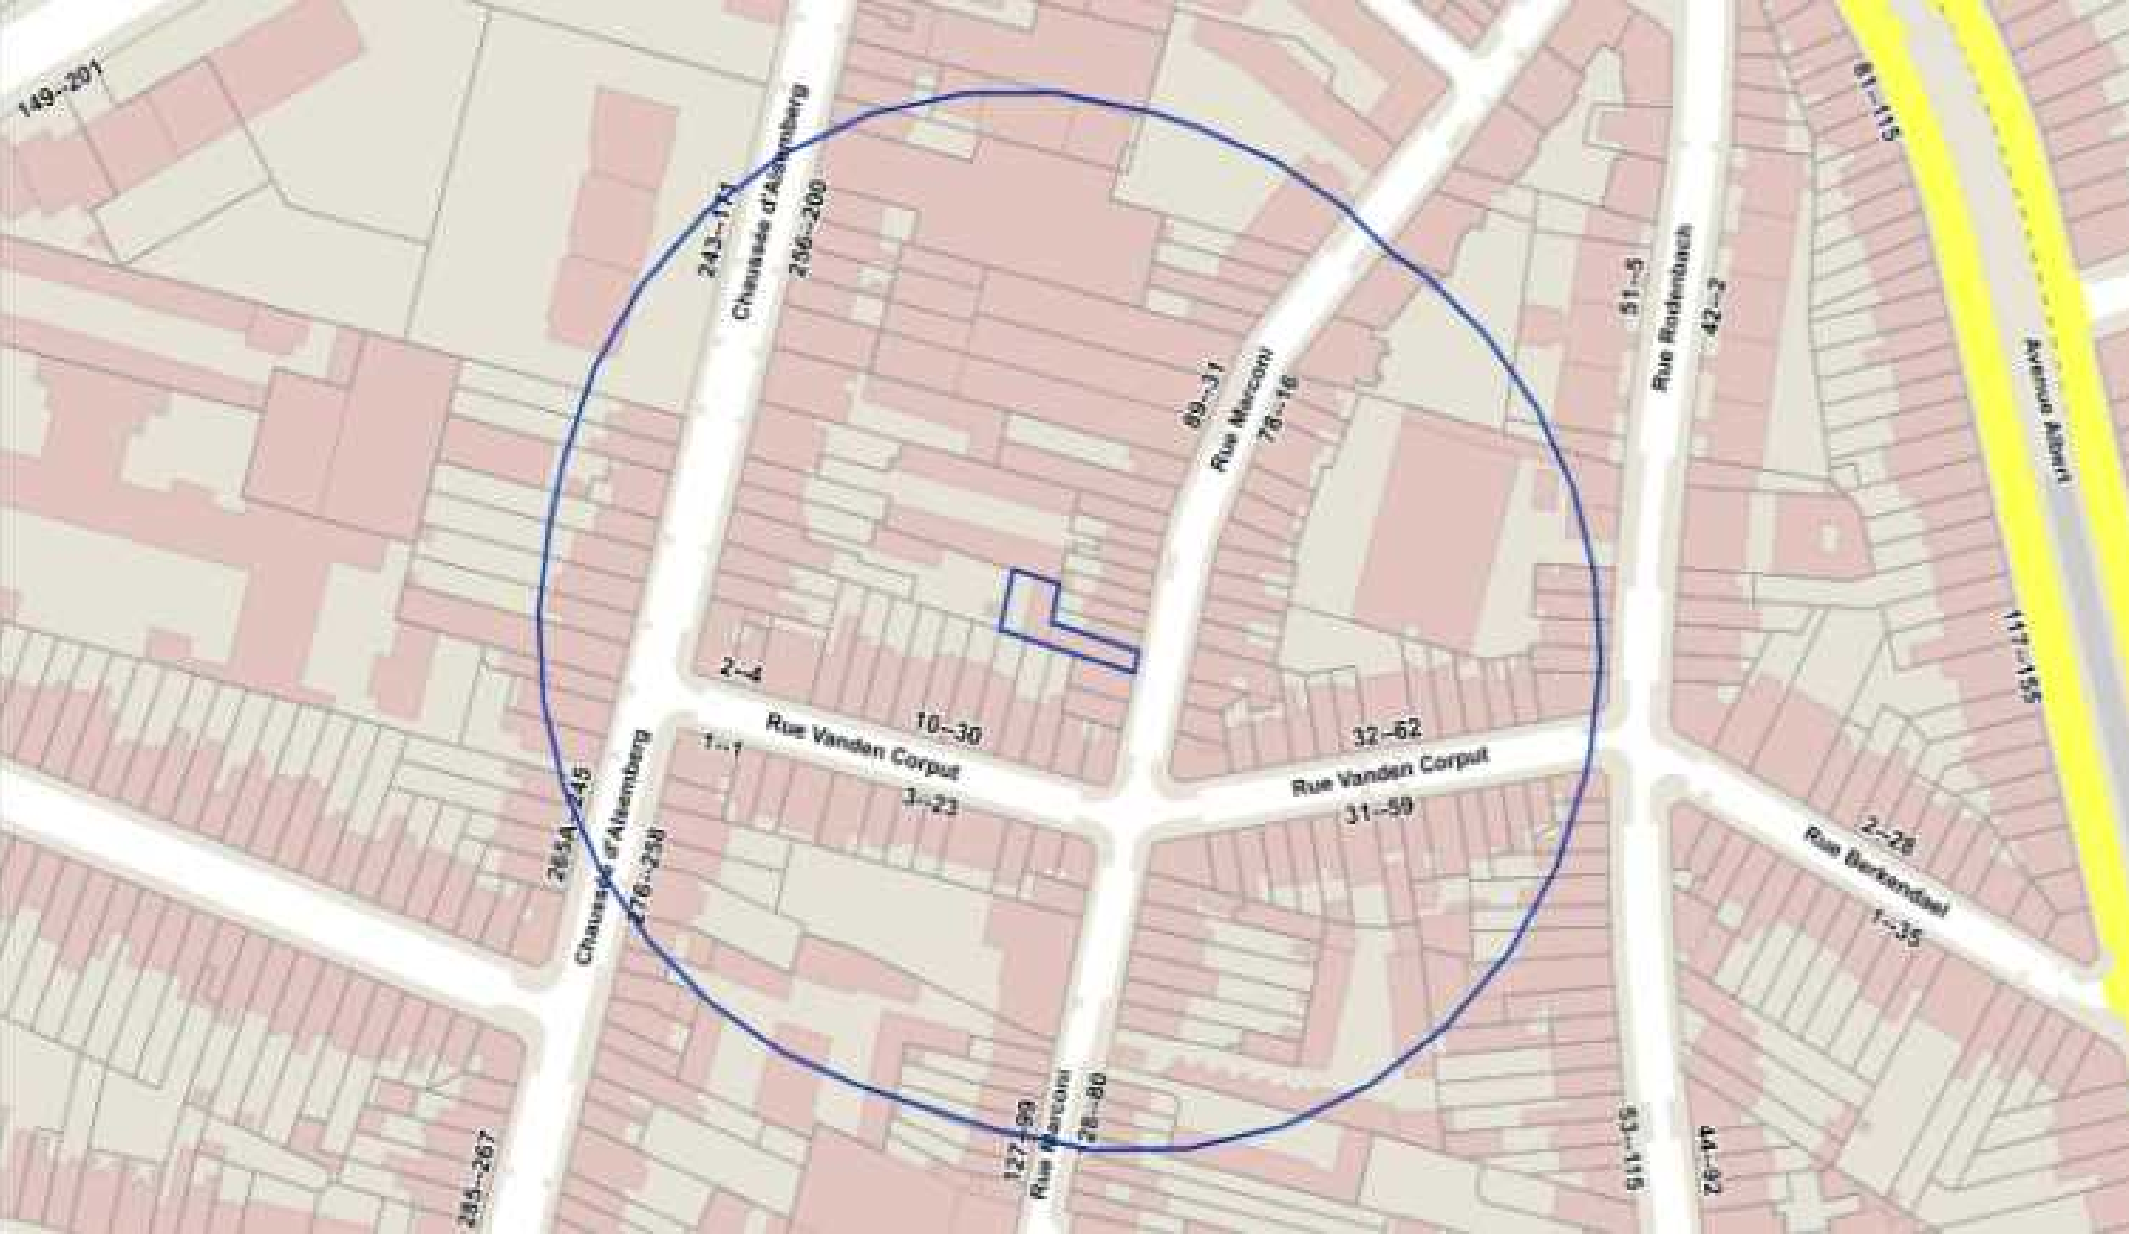 149--201
81--115
Chaussée d'Alsemberg
243--171
256--200
51--5
Rue Rodenbach
42--2
Avenue Albert
89--31
Rue Marconi
78--16
117--155
2--4
10--30
32--62
1--1
Rue Vanden Corput
Rue Vanden Corput
3--23
31--59
265A--245
Chaussée d'Alsemberg
276--258
2--28
Rue Berkendael
1--35
127--99
Rue Marconi
285--267
53--115
44--92